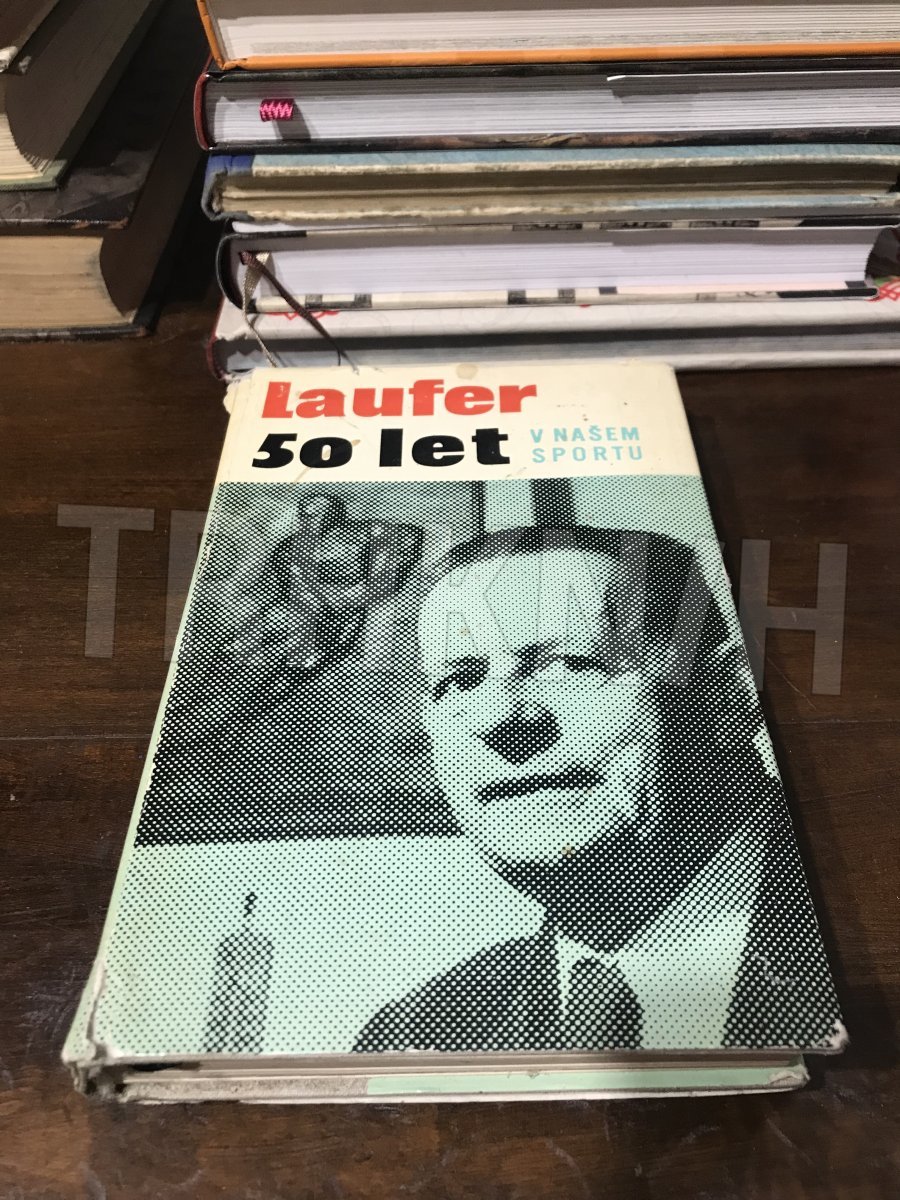 Laufer
50 let
V NAŠEM
SPORTU